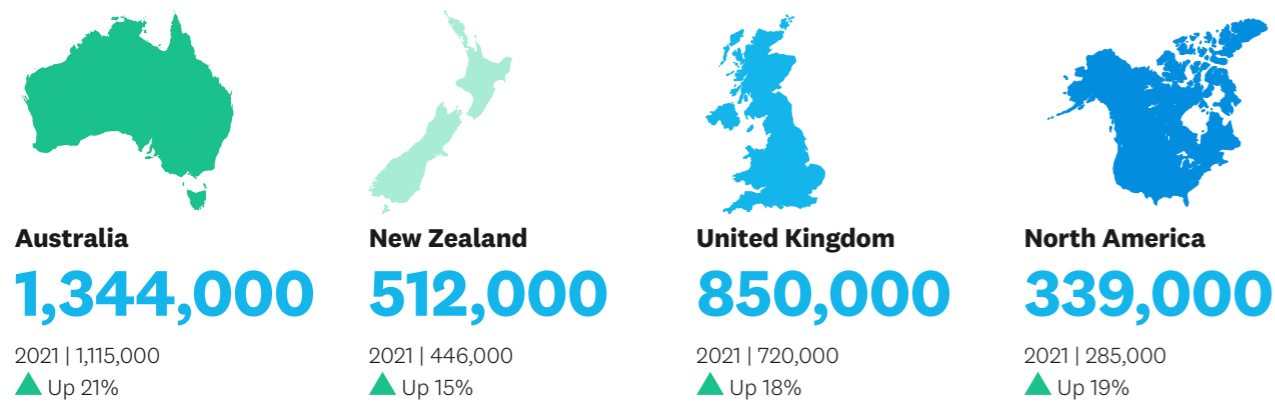 Australia
1,344,000
2021 | 1,115,000
Up 21%
New Zealand
512,000
2021 | 446,000
Up 15%
United Kingdom
850,000
2021 | 720,000
Up 18%
North America
339,000
2021 | 285,000
Up 19%